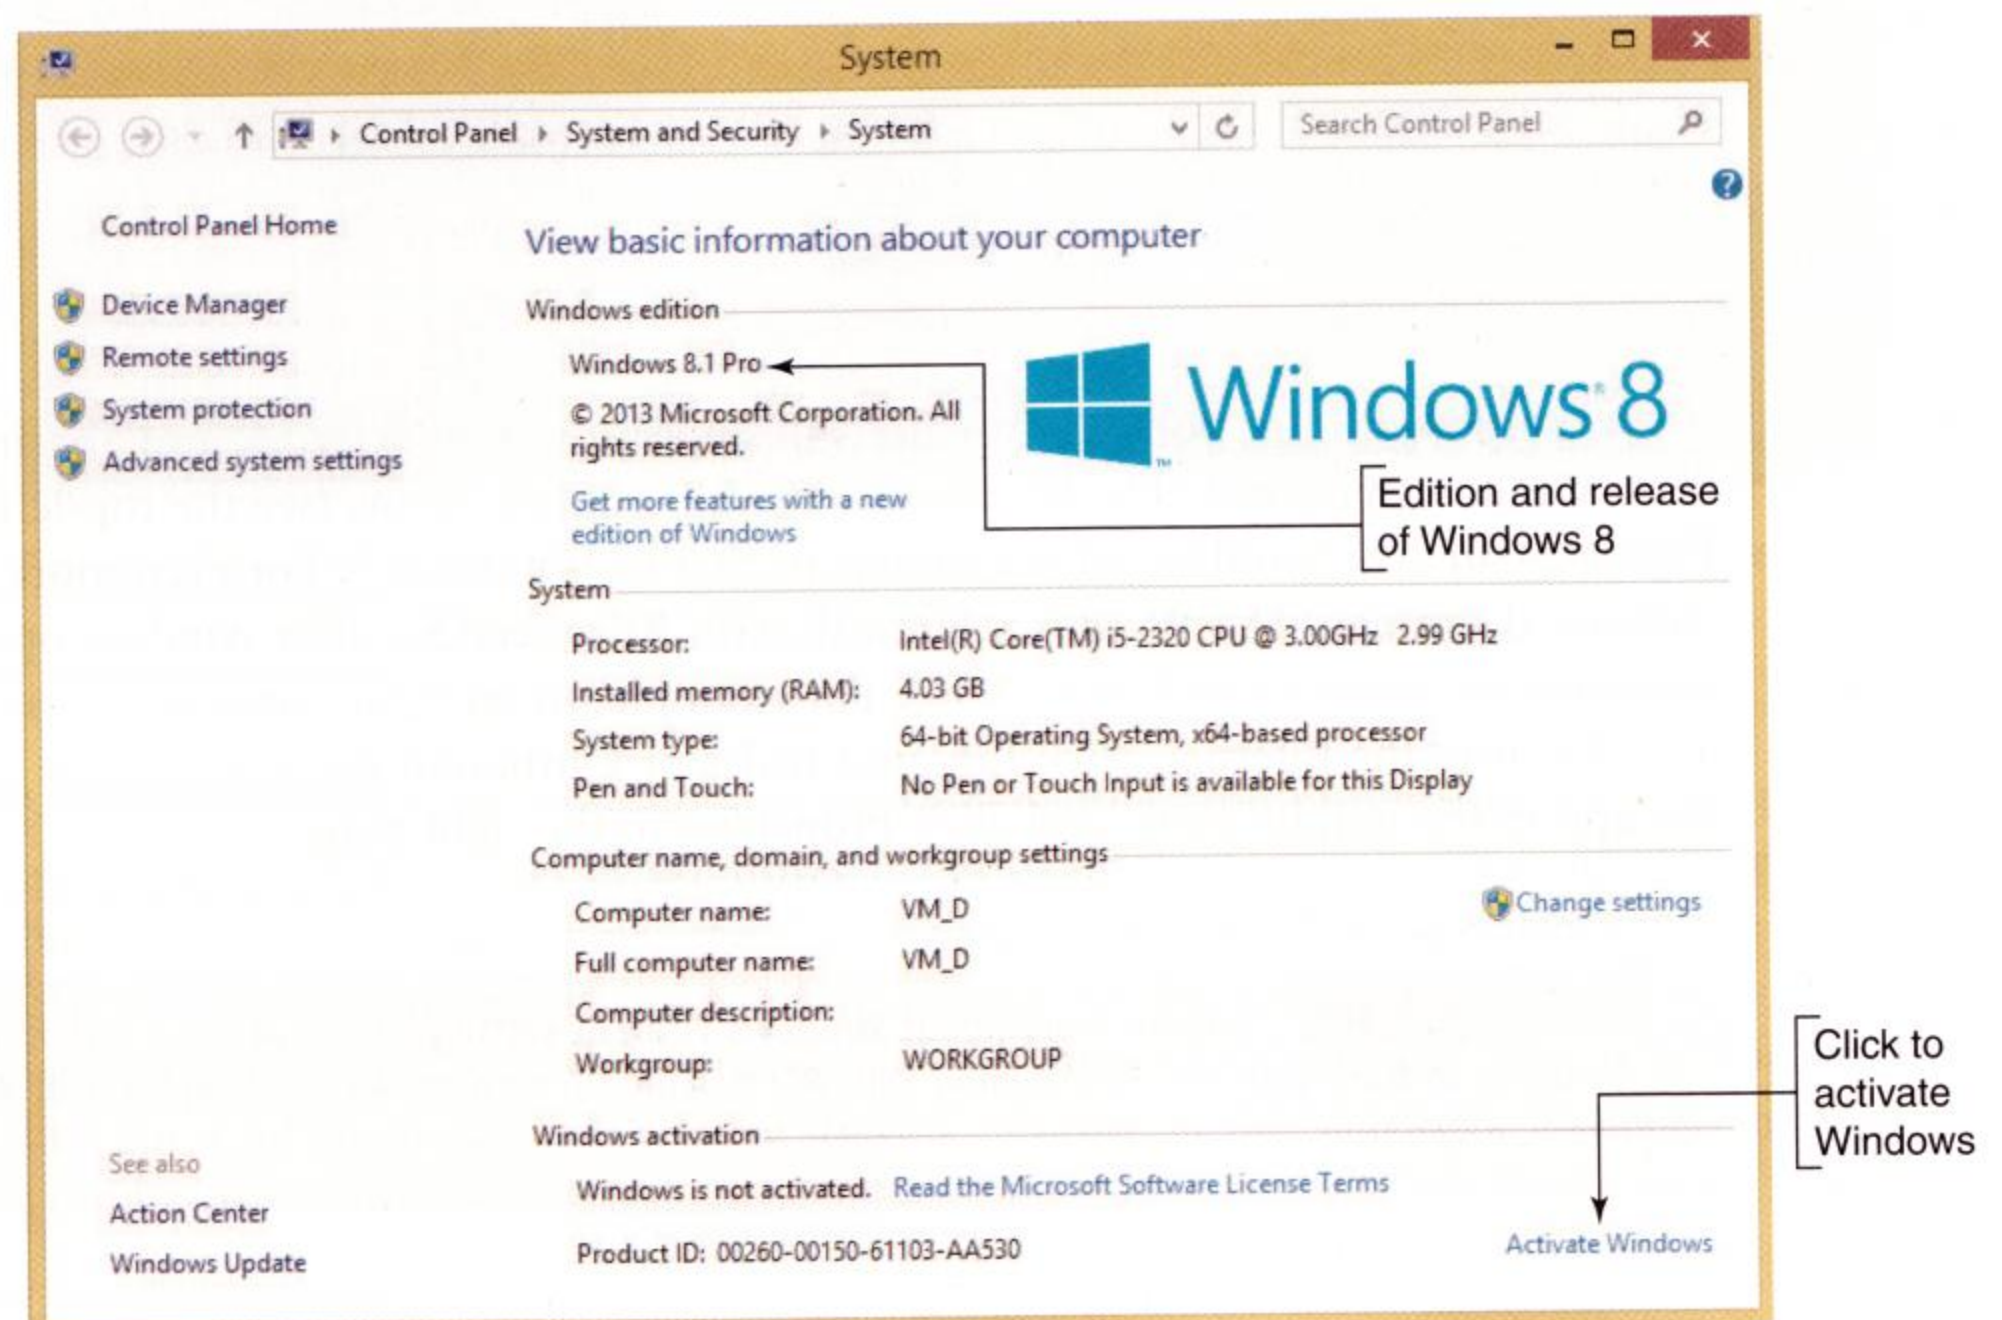 System
Control Panel System and Security System
Search Control Panel
?
Control Panel Home
Device Manager
Remote settings
System protection
Advanced system settings
View basic information about your computer
Windows edition
Windows 8.1 Pro
© 2013 Microsoft Corporation. All
rights reserved.
Get more features with a new
edition of Windows
Windows® 8
TM
Edition and release
of Windows 8
System
Processor: Intel(R) Core(TM) i5-2320 CPU @ 3.00GHz 2.99 GHz
Installed memory (RAM): 4.03 GB
System type: 64-bit Operating System, x64-based processor
Pen and Touch: No Pen or Touch Input is available for this Display
Computer name, domain, and workgroup settings
Computer name: VM_D
Change settings
Full computer name: VM_D
Computer description:
Workgroup: WORKGROUP
Click to
activate
Windows
Windows activation
Windows is not activated. Read the Microsoft Software License Terms
Product ID: 00260-00150-61103-AA530
Activate Windows
See also
Action Center
Windows Update